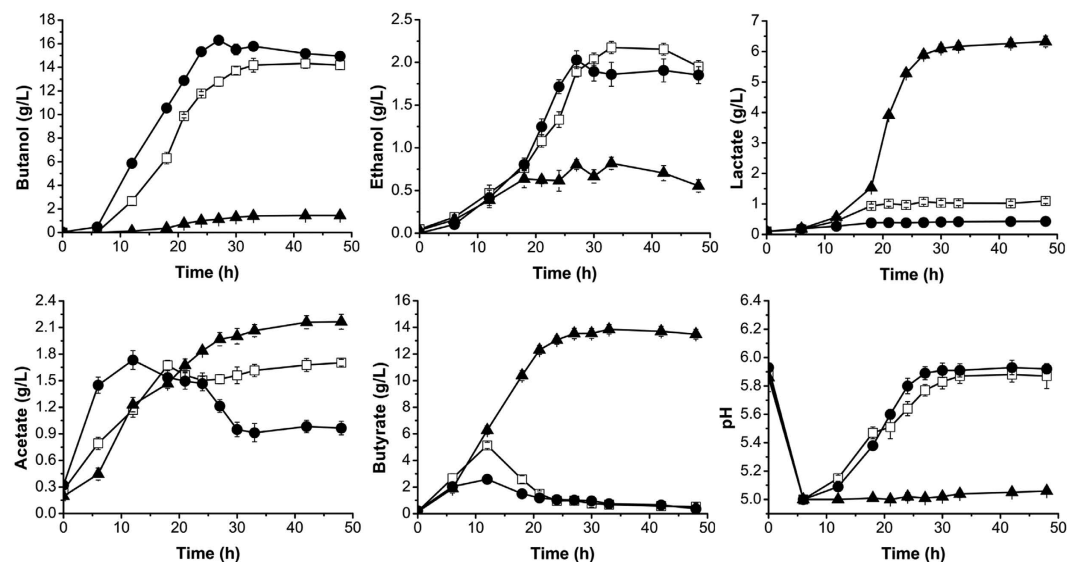 Butanol (g/L)
18
16
14
12
10
8
6
4
2
0
0 10 20 30 40 50
Time (h)
Ethanol (g/L)
2.5
2.0
1.5
1.0
0.5
0.0
0 10 20 30 40 50
Time (h)
Lactate (g/L)
7
6
5
4
3
2
1
0
0 10 20 30 40 50
Time (h)
Acetate (g/L)
2.4
2.1
1.8
1.5
1.2
0.9
0.6
0.3
0.0
0 10 20 30 40 50
Time (h)
Butyrate (g/L)
16
14
12
10
8
6
4
2
0
0 10 20 30 40 50
Time (h)
pH
6.4
6.2
6.0
5.8
5.6
5.4
5.2
5.0
0 10 20 30 40 50
Time (h)